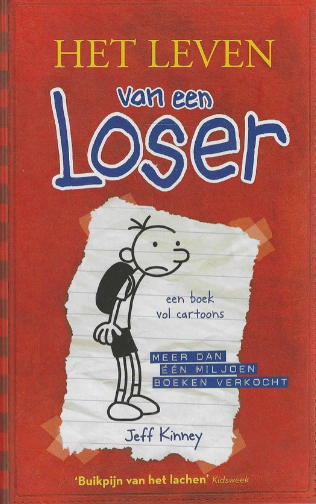 HET LEVEN
van een
Loser
een boek
vol cartoons
MEER DAN
ÉÉN MILJOEN
BOEKEN VERKOCHT
Jeff Kinney
'Buikpijn van het lachen' Kidsweek